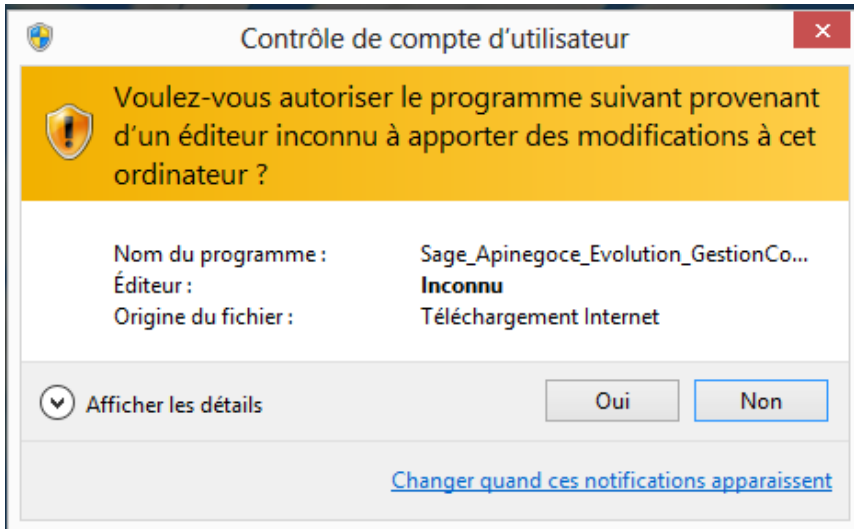 Contrôle de compte d'utilisateur
Voulez-vous autoriser le programme suivant provenant
d'un éditeur inconnu à apporter des modifications à cet
ordinateur ?
Nom du programme : Sage_Apinegoce_Evolution_GestionCo...
Éditeur : Inconnu
Origine du fichier : Téléchargement Internet
Afficher les détails Oui Non
Changer quand ces notifications apparaissent